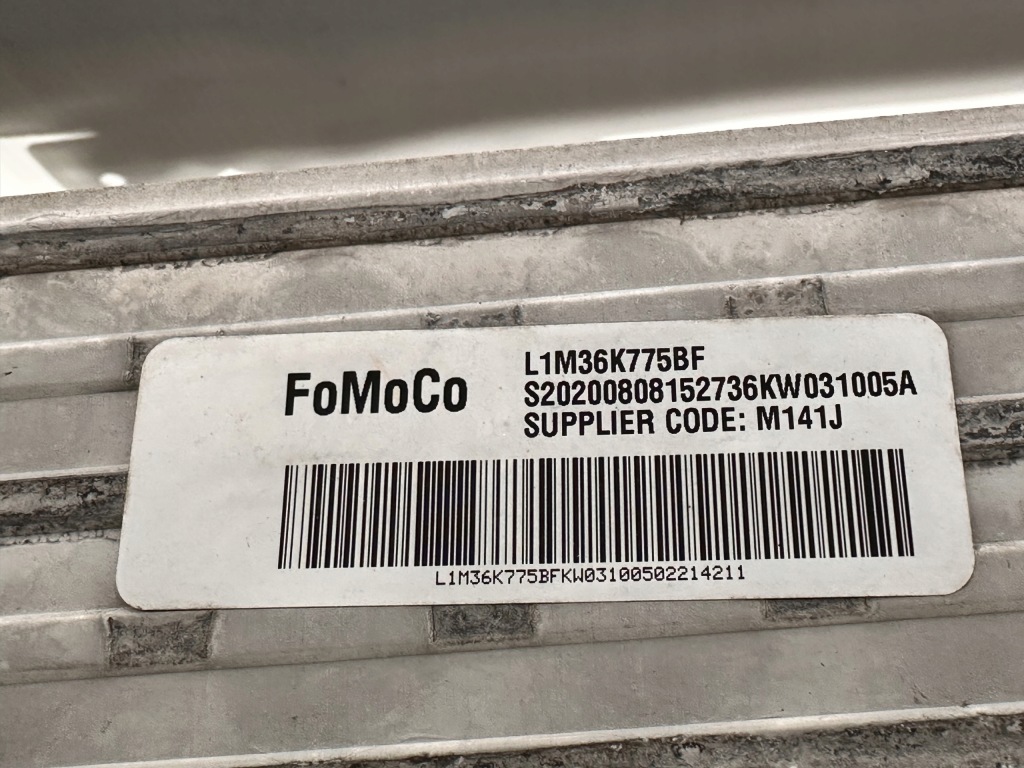 FoMoCo
L1M36K775BF
S20200808152736KW031005A
SUPPLIER CODE: M141J
L1M36K775BFKW03100502214211